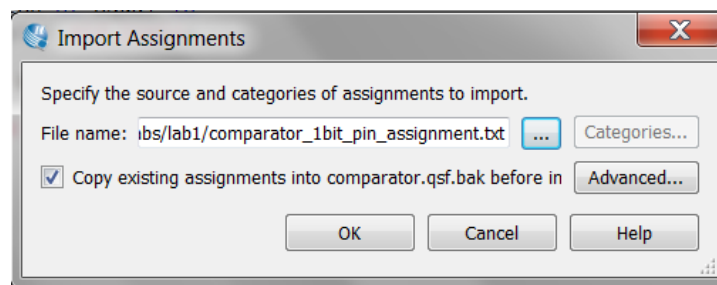 Import Assignments
Specify the source and categories of assignments to import.
File name: abs/lab1/comparator_1bit_pin_assignment.txt ... Categories...
Copy existing assignments into comparator.qsf.bak before in Advanced...
OK Cancel Help